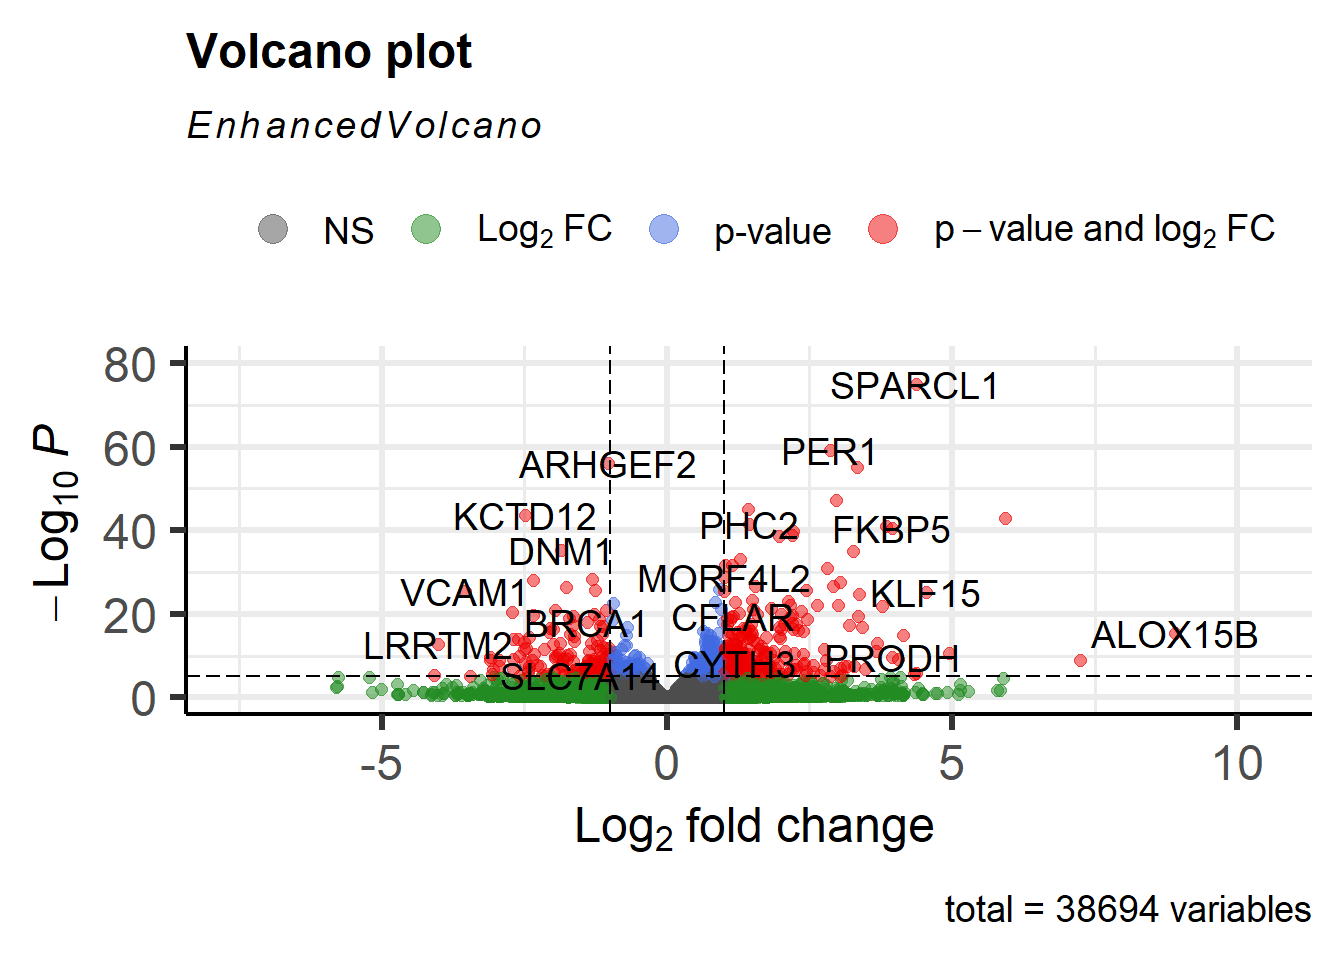 Volcano plot
EnhancedVolcano
NS Log₂ FC p-value p – value and log₂ FC
80
60
40
20
0
−Log₁₀ P
SPARCL1
PER1
ARHGEF2
KCTD12
PHC2
FKBP5
DNM1
MORF4L2
VCAM1
KLF15
CFLAR
BRCA1
ALOX15B
LRRTM2
PRODH
CYTH3
SLC7A14
-5 0 5 10
Log₂ fold change
total = 38694 variables